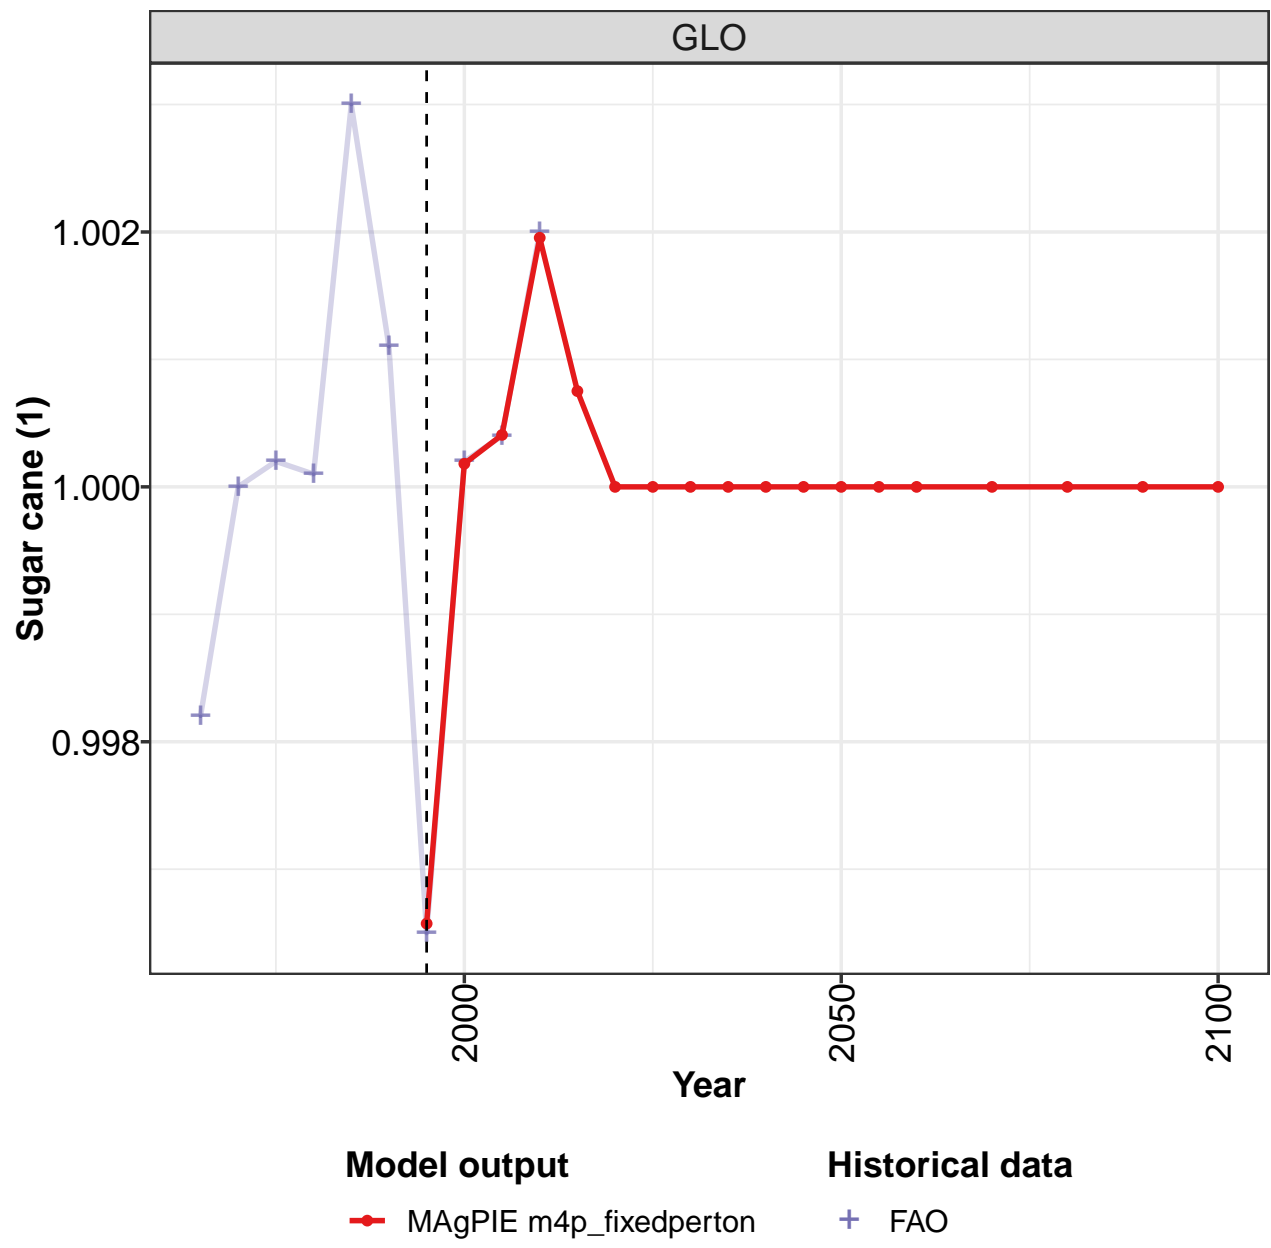 GLO
Sugar cane (1)
1.002
1.000
0.998
2000
2050
2100
Year
Model output
MAgPIE m4p_fixedperton
Historical data
FAO